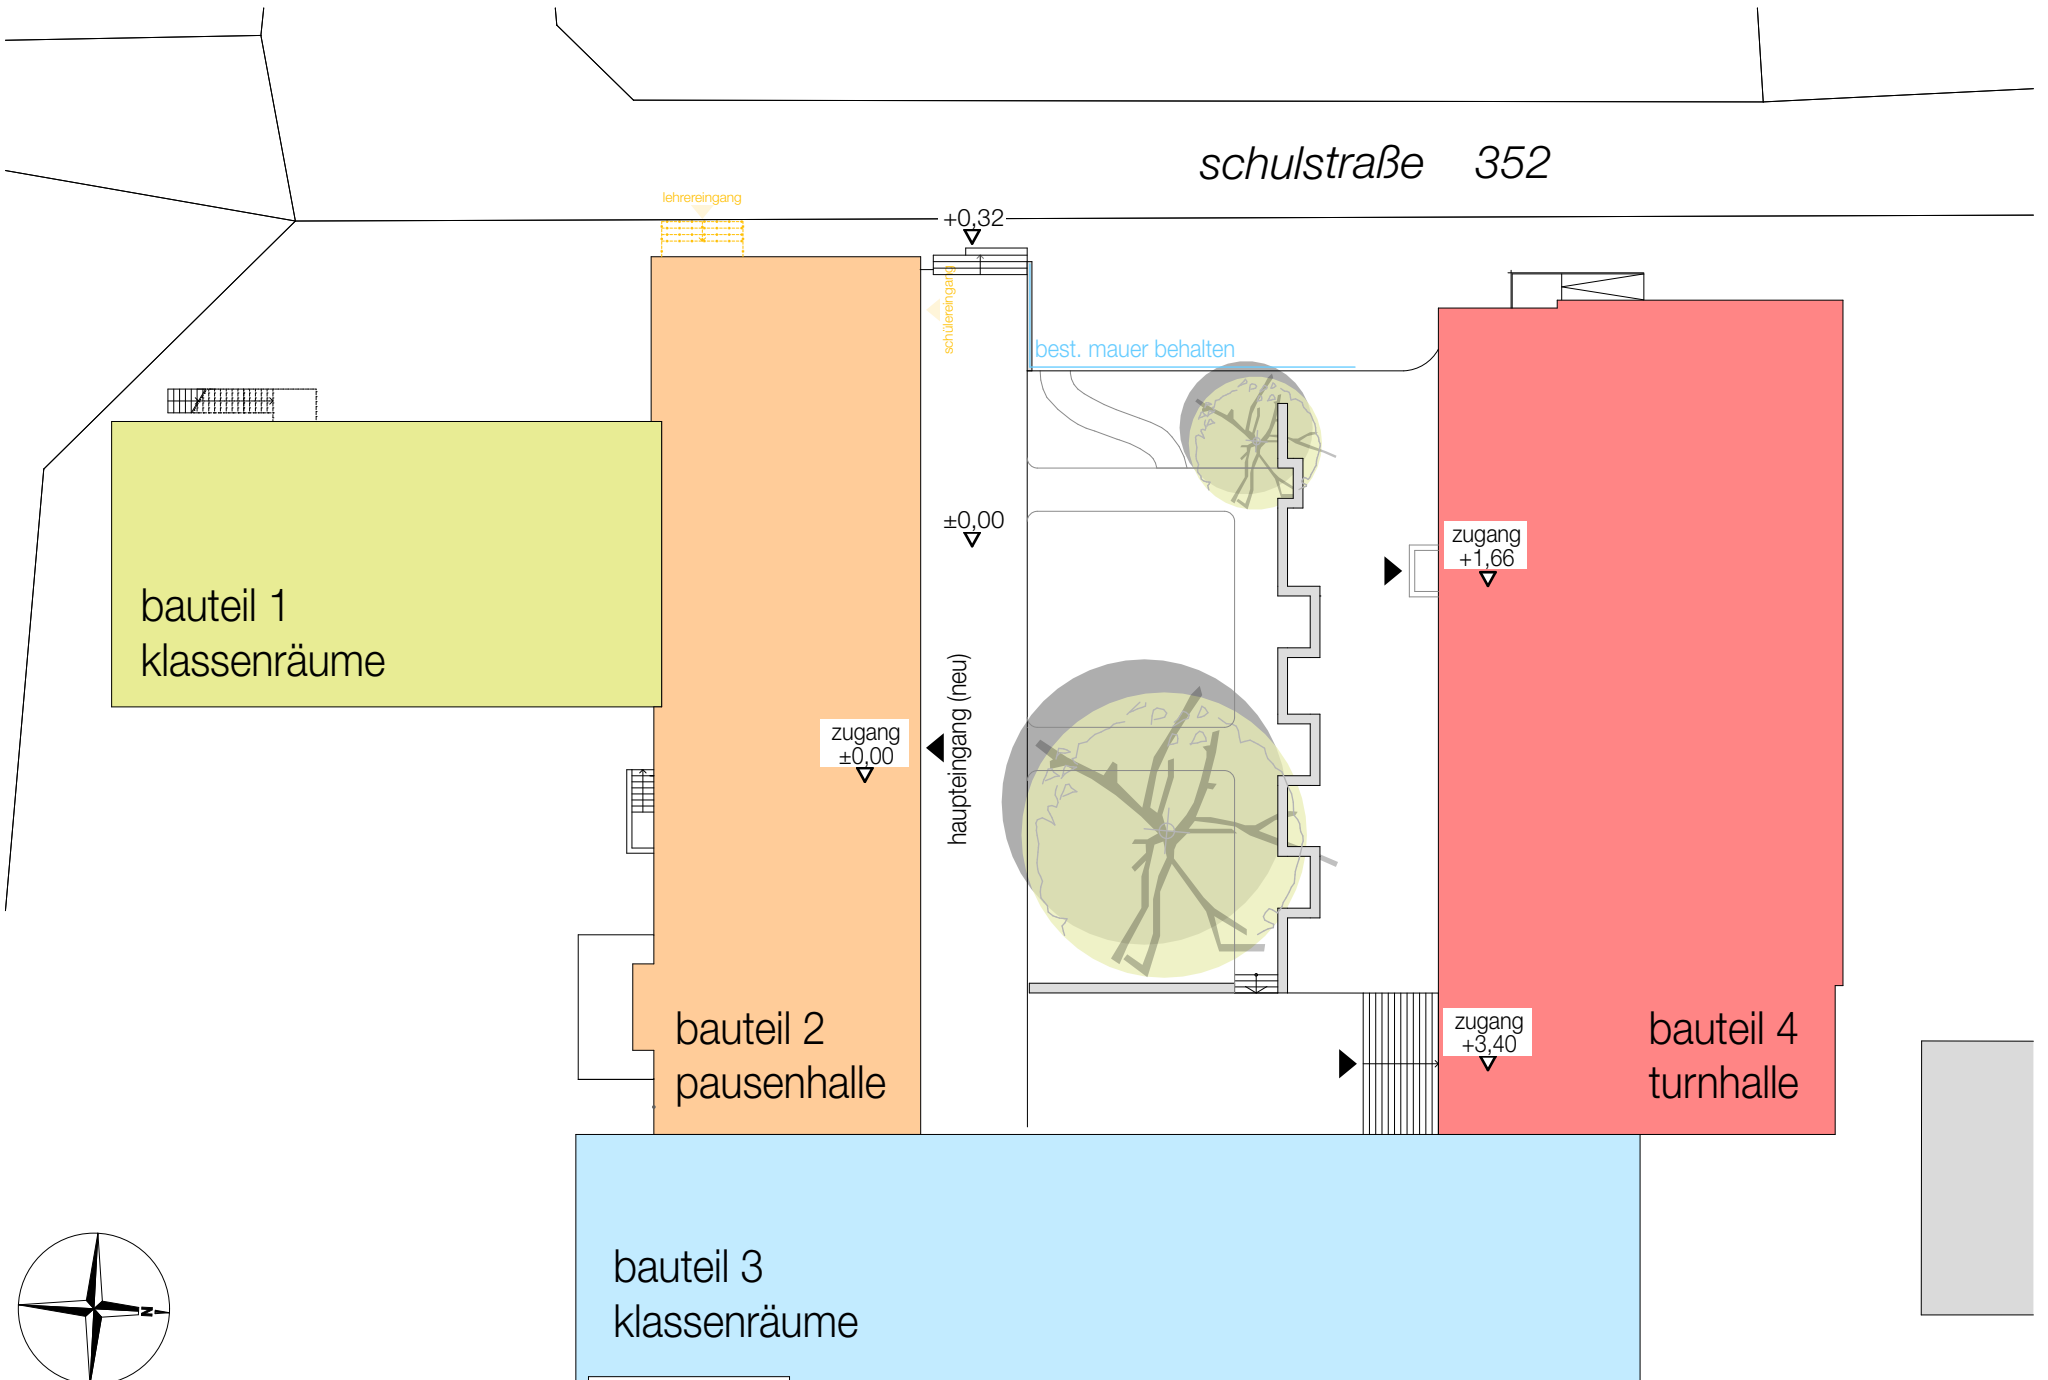 schulstraße 352
lehrereingang
+0,32
schülereingang
best. mauer behalten
±0,00
zugang
+1,66
bauteil 1
klassenräume
haupteingang (neu)
zugang
±0,00
bauteil 2
pausenhalle
zugang
+3,40
bauteil 4
turnhalle
bauteil 3
klassenräume
N